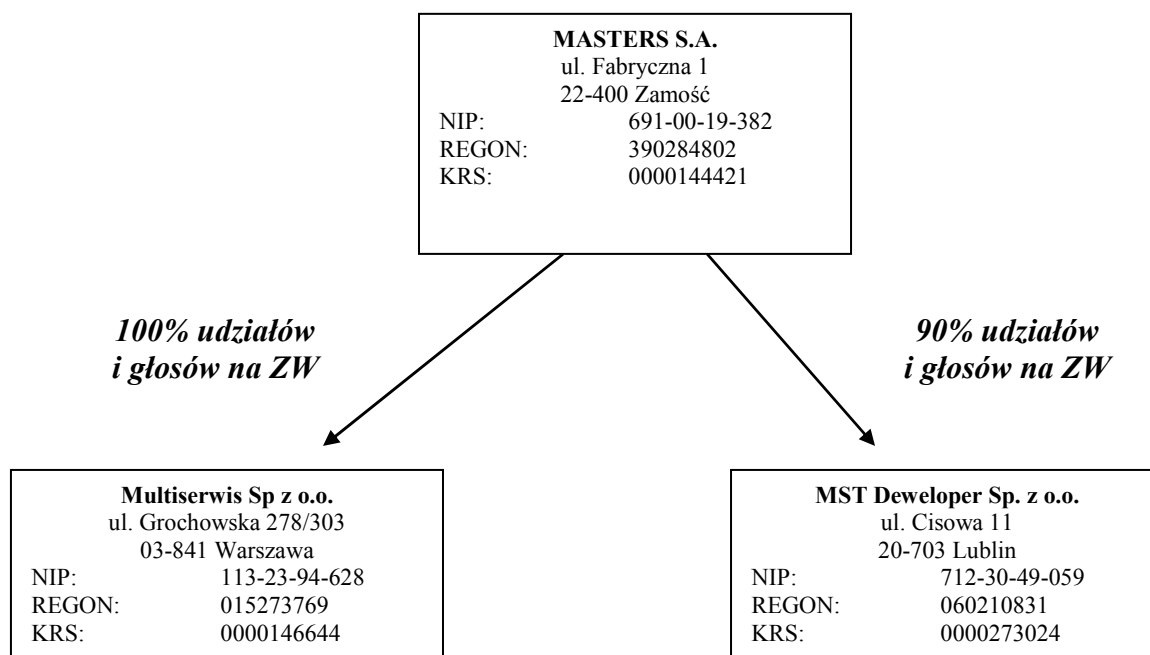 MASTERS S.A.
ul. Fabryczna 1
22-400 Zamość
NIP: 691-00-19-382
REGON: 390284802
KRS: 0000144421
100% udziałów
i głosów na ZW
90% udziałów
i głosów na ZW
Multiserwis Sp z o.o.
ul. Grochowska 278/303
03-841 Warszawa
NIP: 113-23-94-628
REGON: 015273769
KRS: 0000146644
MST Deweloper Sp. z o.o.
ul. Cisowa 11
20-703 Lublin
NIP: 712-30-49-059
REGON: 060210831
KRS: 0000273024